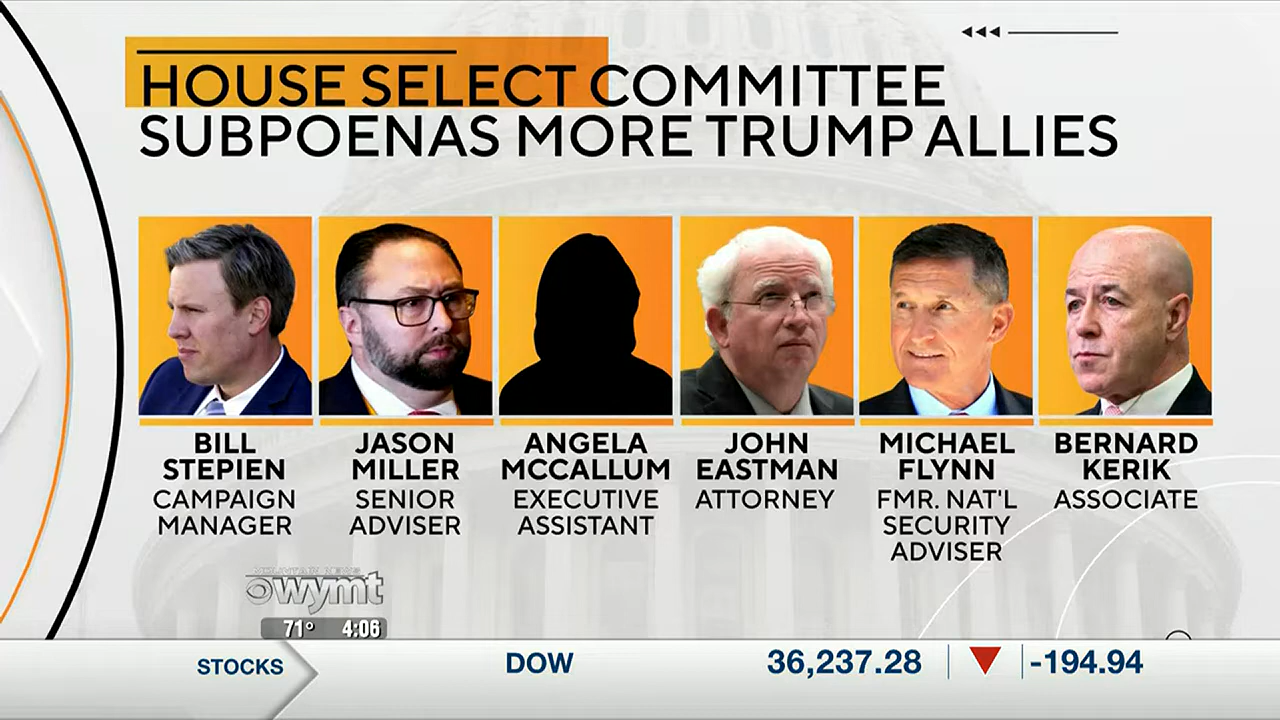 HOUSE SELECT COMMITTEE
SUBPOENAS MORE TRUMP ALLIES
BILL
STEPIEN
CAMPAIGN
MANAGER
JASON
MILLER
SENIOR
ADVISER
ANGELA
MCCALLUM
EXECUTIVE
ASSISTANT
JOHN
EASTMAN
ATTORNEY
MICHAEL
FLYNN
FMR. NAT'L
SECURITY
ADVISER
BERNARD
KERIK
ASSOCIATE
MOUNTAIN NEWS
wymt
71° 4:06
STOCKS DOW 36,237.28 -194.94